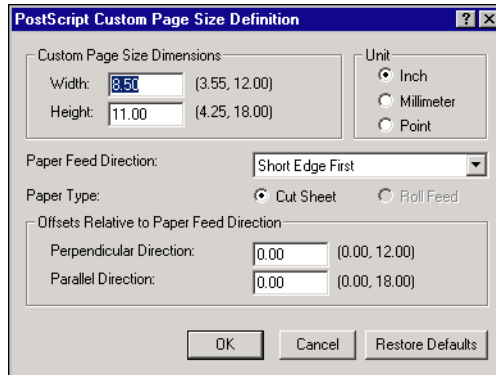 PostScript Custom Page Size Definition
Custom Page Size Dimensions
Width: 8.50 (3.55, 12.00)
Height: 11.00 (4.25, 18.00)
Unit
Inch
Millimeter
Point
Paper Feed Direction: Short Edge First
Paper Type: Cut Sheet Roll Feed
Offsets Relative to Paper Feed Direction
Perpendicular Direction: 0.00 (0.00, 12.00)
Parallel Direction: 0.00 (0.00, 18.00)
OK Cancel Restore Defaults